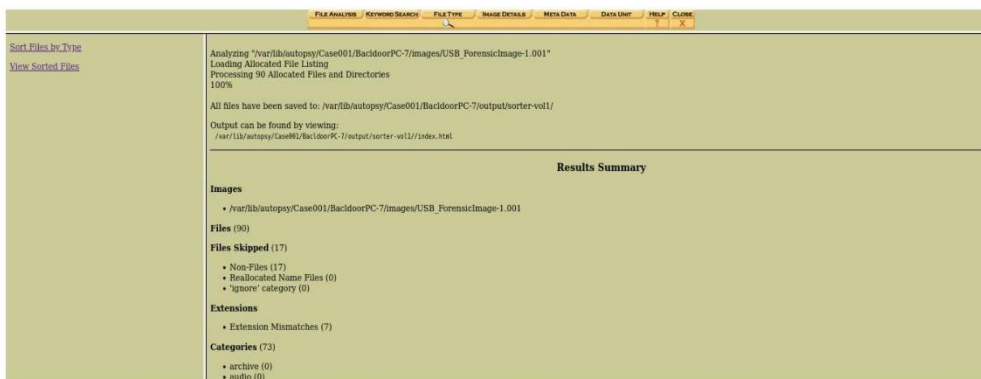 FILE ANALYSIS KEYWORD SEARCH FILE TYPE IMAGE DETAILS META DATA DATA UNIT HELP CLOSE
? X
Sort Files by Type
View Sorted Files
Analyzing "/var/lib/autopsy/Case001/BacldoorPC-7/images/USB_ForensicImage-1.001"
Loading Allocated File Listing
Processing 90 Allocated Files and Directories
100%
All files have been saved to: /var/lib/autopsy/Case001/BacldoorPC-7/output/sorter-vol1/
Output can be found by viewing:
/var/lib/autopsy/Case001/BacldoorPC-7/output/sorter-vol1//index.html
Results Summary
Images
• /var/lib/autopsy/Case001/BacldoorPC-7/images/USB_ForensicImage-1.001
Files (90)
Files Skipped (17)
• Non-Files (17)
• Reallocated Name Files (0)
• 'ignore' category (0)
Extensions
• Extension Mismatches (7)
Categories (73)
• archive (0)
• audio (0)